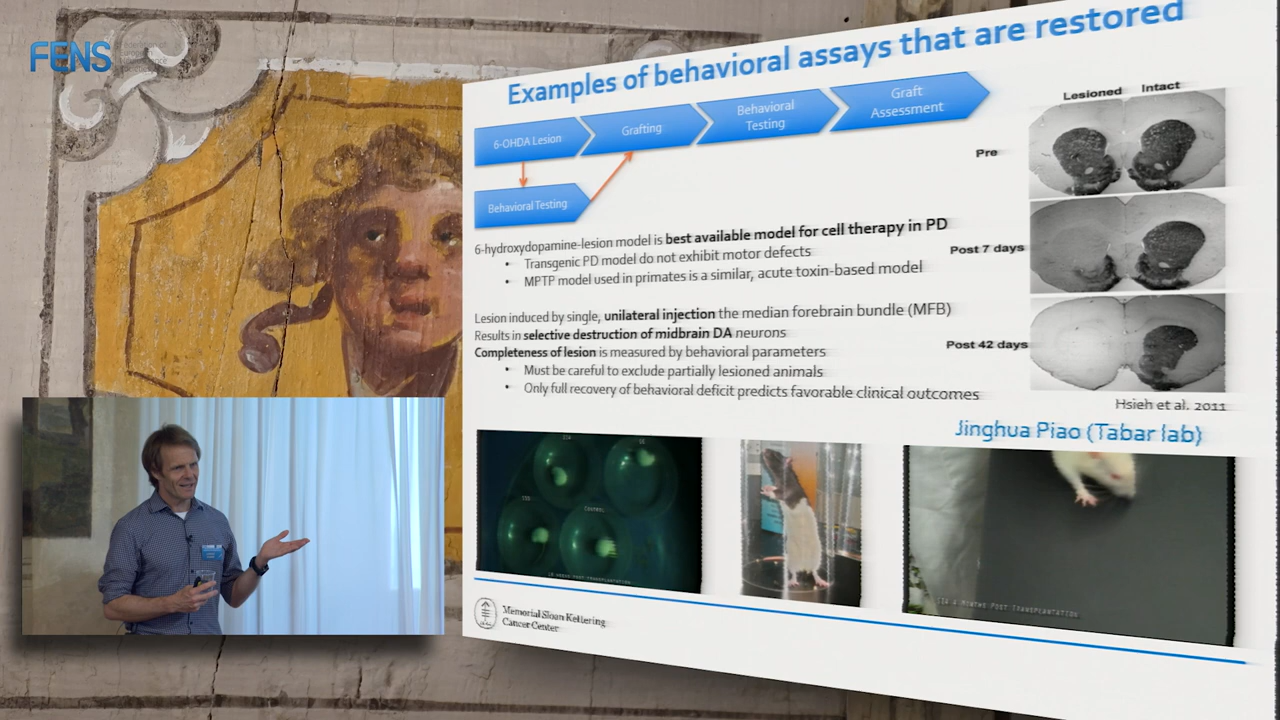 FENS
Examples of behavioral assays that are restored
6-OHDA Lesion
Grafting
Behavioral Testing
Graft Assessment
Behavioral Testing
Lesioned Intact
Pre
Post 7 days
Post 42 days
6-hydroxydopamine-lesion model is best available model for cell therapy in PD
• Transgenic PD model do not exhibit motor defects
• MPTP model used in primates is a similar, acute toxin-based model
Lesion induced by single, unilateral injection the median forebrain bundle (MFB)
Results in selective destruction of midbrain DA neurons
Completeness of lesion is measured by behavioral parameters
• Must be careful to exclude partially lesioned animals
• Only full recovery of behavioral deficit predicts favorable clinical outcomes
Hsieh et al. 2011
Jinghua Piao (Tabar lab)
Control
MONTHS POST TRANSPLANTATION
Memorial Sloan Kettering
Cancer Center